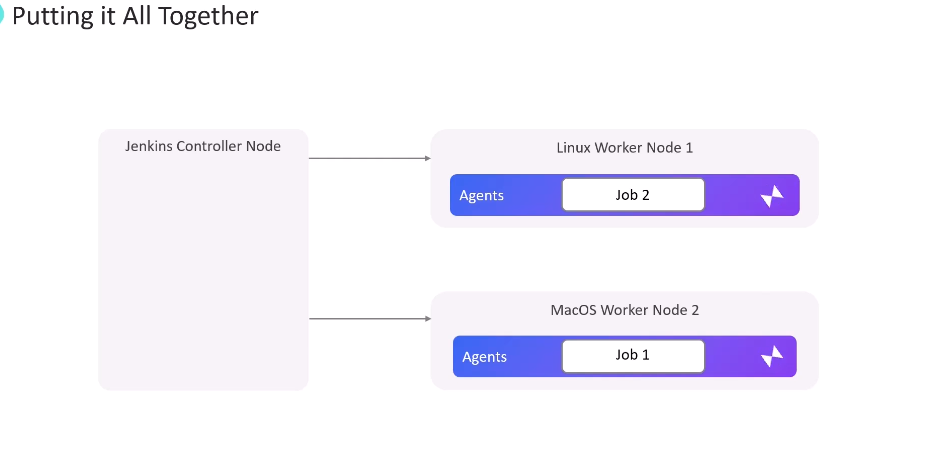 Putting it All Together
Jenkins Controller Node
Linux Worker Node 1
Agents
Job 2
MacOS Worker Node 2
Agents
Job 1